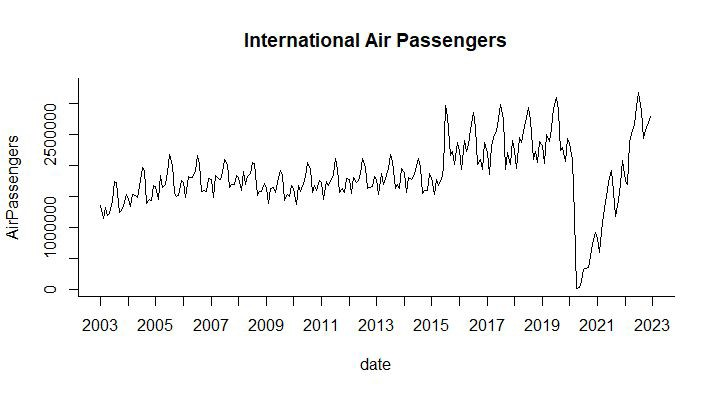 International Air Passengers
AirPassengers
2500000
1000000
0
2003 2005 2007 2009 2011 2013 2015 2017 2019 2021 2023
date